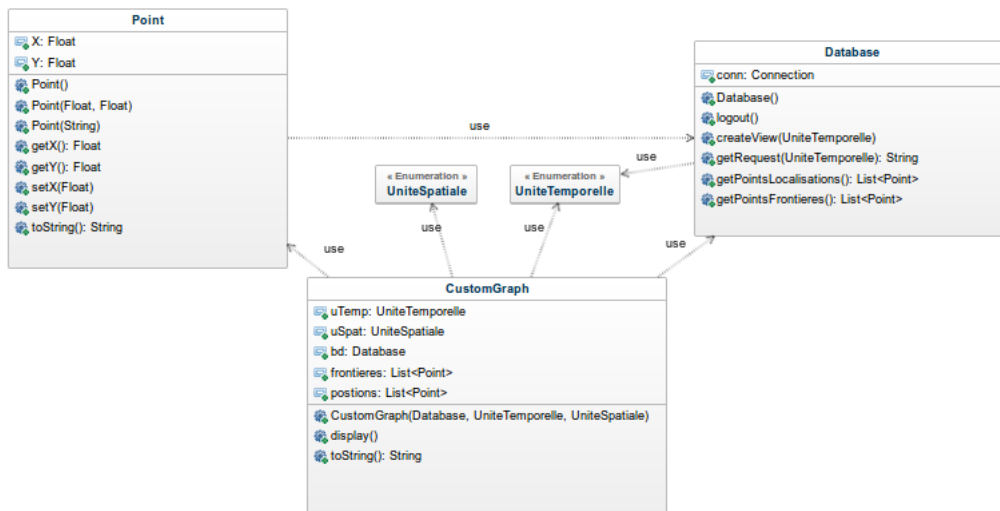 Point
X: Float
Y: Float
Point()
Point(Float, Float)
Point(String)
getX(): Float
getY(): Float
setX(Float)
setY(Float)
toString(): String
use
Database
conn: Connection
Database()
logout()
createView(UniteTemporelle)
getRequest(UniteTemporelle): String
getPointsLocalisations(): List<Point>
getPointsFrontieres(): List<Point>
use
« Enumeration »
UniteSpatiale
« Enumeration »
UniteTemporelle
use
use
use
use
CustomGraph
uTemp: UniteTemporelle
uSpat: UniteSpatiale
bd: Database
frontieres: List<Point>
postions: List<Point>
CustomGraph(Database, UniteTemporelle, UniteSpatiale)
display()
toString(): String